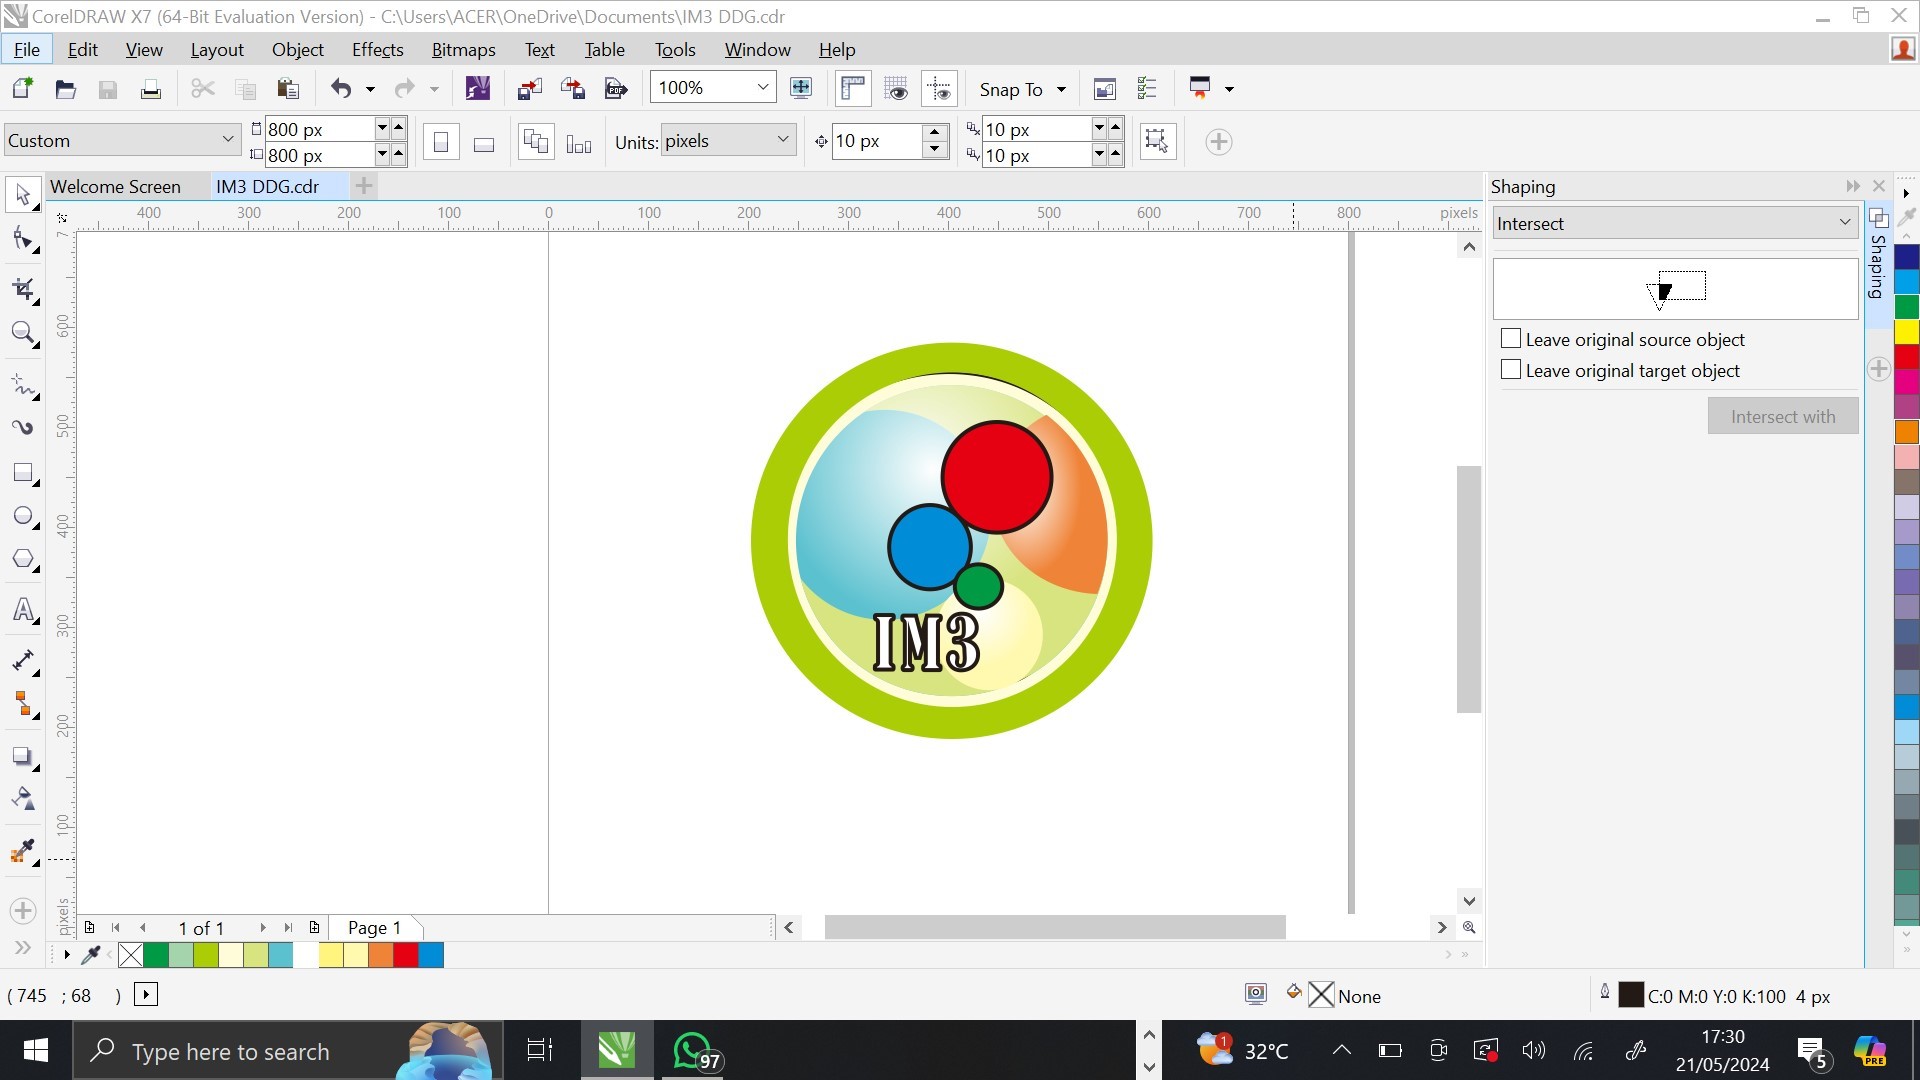 CorelDRAW X7 (64-Bit Evaluation Version) - C:\Users\ACER\OneDrive\Documents\IM3 DDG.cdr
File Edit View Layout Object Effects Bitmaps Text Table Tools Window Help
PDF 100% Snap To
Custom 800 px 800 px Units: pixels 10 px 10 px 10 px
Welcome Screen IM3 DDG.cdr
Shaping
400 300 200 100 0 100 200 300 400 500 600 700 800 pixels
7
600
500
400
300
200
100
pixels
Intersect
Shaping
Leave original source object
Leave original target object
Intersect with
IM3
1 of 1 Page 1
( 745 ; 68 ) None C:0 M:0 Y:0 K:100 4 px
Type here to search 97 1 32°C 17:30
21/05/2024 5 PRE